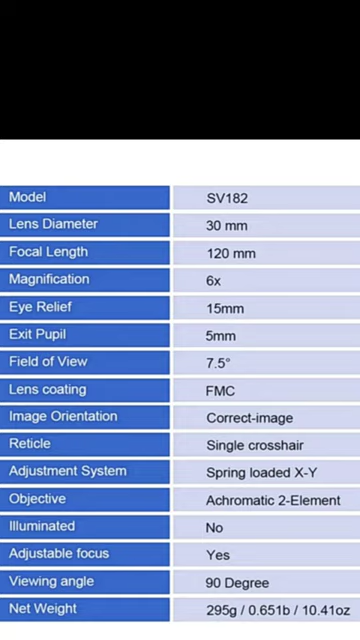 Model SV182
Lens Diameter 30 mm
Focal Length 120 mm
Magnification 6x
Eye Relief 15mm
Exit Pupil 5mm
Field of View 7.5°
Lens coating FMC
Image Orientation Correct-image
Reticle Single crosshair
Adjustment System Spring loaded X-Y
Objective Achromatic 2-Element
Illuminated No
Adjustable focus Yes
Viewing angle 90 Degree
Net Weight 295g / 0.651b / 10.41oz